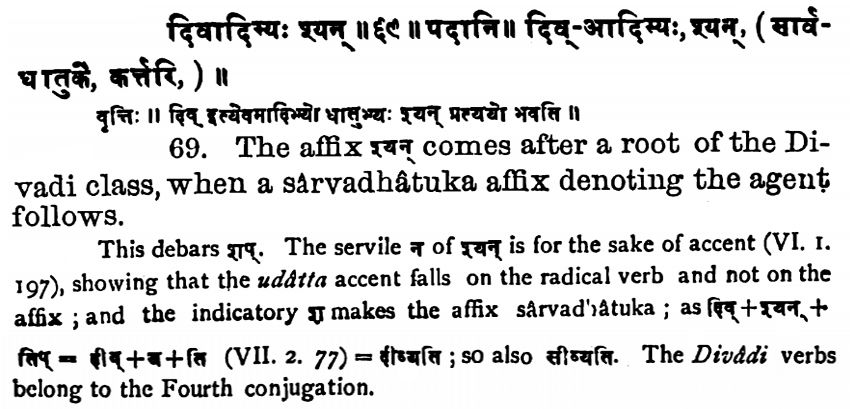 दिवादिभ्यः श्यन् ॥६९॥ पदानि॥ दिव्-आदिभ्यः, श्यन्, ( सार्व-
धातुके, कर्त्तरि, ) ॥
वृत्तिः ॥ दिव् इत्येवमादिभ्यो धातुभ्यः श्यन् प्रत्ययो भवति ॥
69. The affix श्यन् comes after a root of the Di-
vadi class, when a sârvadhâtuka affix denoting the agent
follows.
This debars शप्. The servile न of श्यन् is for the sake of accent (VI. 1.
197), showing that the udâtta accent falls on the radical verb and not on the
affix ; and the indicatory श makes the affix sârvad'hâtuka ; as दिव्+श्यन्+
तिप् = दीव्+य+ति (VII. 2. 77) = दीव्यति ; so also सीव्यति. The Divâdi verbs
belong to the Fourth conjugation.